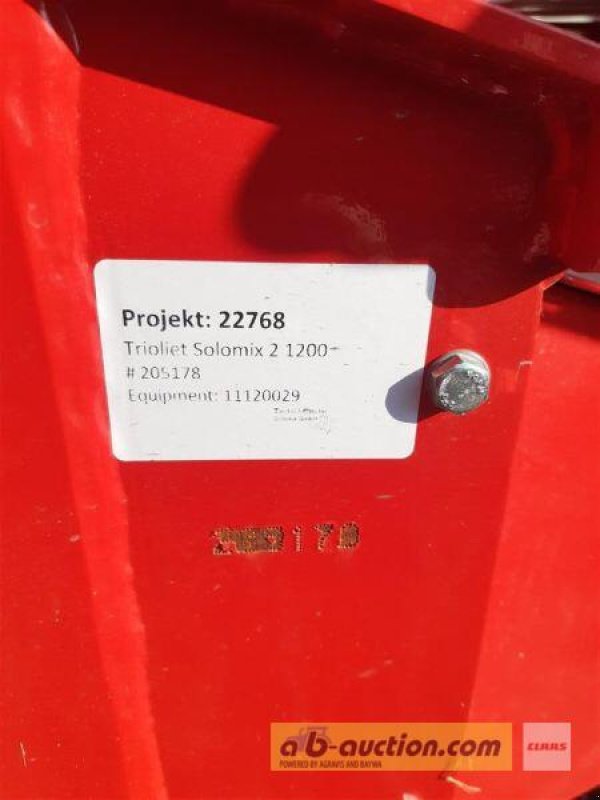 Projekt: 22768
Trioliet Solomix 2 1200
# 205178
Equipment: 11120029
ab-auction.com
POWERED BY AGRAVIS AND BAYWA
CLAAS